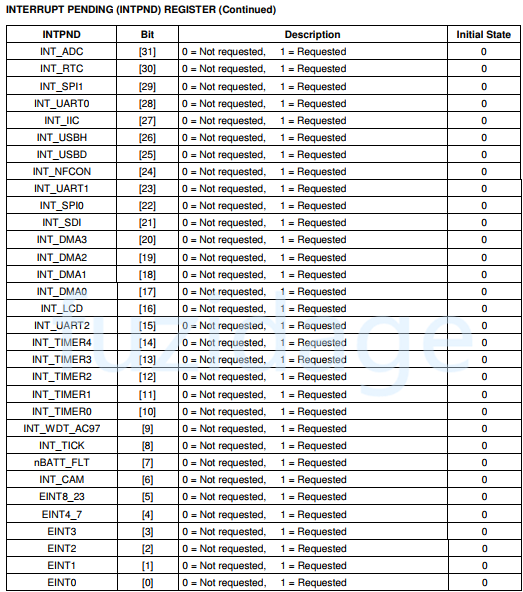 INTERRUPT PENDING (INTPND) REGISTER (Continued)
INTPND Bit Description Initial State
INT_ADC [31] 0 = Not requested, 1 = Requested 0
INT_RTC [30] 0 = Not requested, 1 = Requested 0
INT_SPI1 [29] 0 = Not requested, 1 = Requested 0
INT_UART0 [28] 0 = Not requested, 1 = Requested 0
INT_IIC [27] 0 = Not requested, 1 = Requested 0
INT_USBH [26] 0 = Not requested, 1 = Requested 0
INT_USBD [25] 0 = Not requested, 1 = Requested 0
INT_NFCON [24] 0 = Not requested, 1 = Requested 0
INT_UART1 [23] 0 = Not requested, 1 = Requested 0
INT_SPI0 [22] 0 = Not requested, 1 = Requested 0
INT_SDI [21] 0 = Not requested, 1 = Requested 0
INT_DMA3 [20] 0 = Not requested, 1 = Requested 0
INT_DMA2 [19] 0 = Not requested, 1 = Requested 0
INT_DMA1 [18] 0 = Not requested, 1 = Requested 0
INT_DMA0 [17] 0 = Not requested, 1 = Requested 0
INT_LCD [16] 0 = Not requested, 1 = Requested 0
INT_UART2 [15] 0 = Not requested, 1 = Requested 0
INT_TIMER4 [14] 0 = Not requested, 1 = Requested 0
INT_TIMER3 [13] 0 = Not requested, 1 = Requested 0
INT_TIMER2 [12] 0 = Not requested, 1 = Requested 0
INT_TIMER1 [11] 0 = Not requested, 1 = Requested 0
INT_TIMER0 [10] 0 = Not requested, 1 = Requested 0
INT_WDT_AC97 [9] 0 = Not requested, 1 = Requested 0
INT_TICK [8] 0 = Not requested, 1 = Requested 0
nBATT_FLT [7] 0 = Not requested, 1 = Requested 0
INT_CAM [6] 0 = Not requested, 1 = Requested 0
EINT8_23 [5] 0 = Not requested, 1 = Requested 0
EINT4_7 [4] 0 = Not requested, 1 = Requested 0
EINT3 [3] 0 = Not requested, 1 = Requested 0
EINT2 [2] 0 = Not requested, 1 = Requested 0
EINT1 [1] 0 = Not requested, 1 = Requested 0
EINT0 [0] 0 = Not requested, 1 = Requested 0
fuzidage